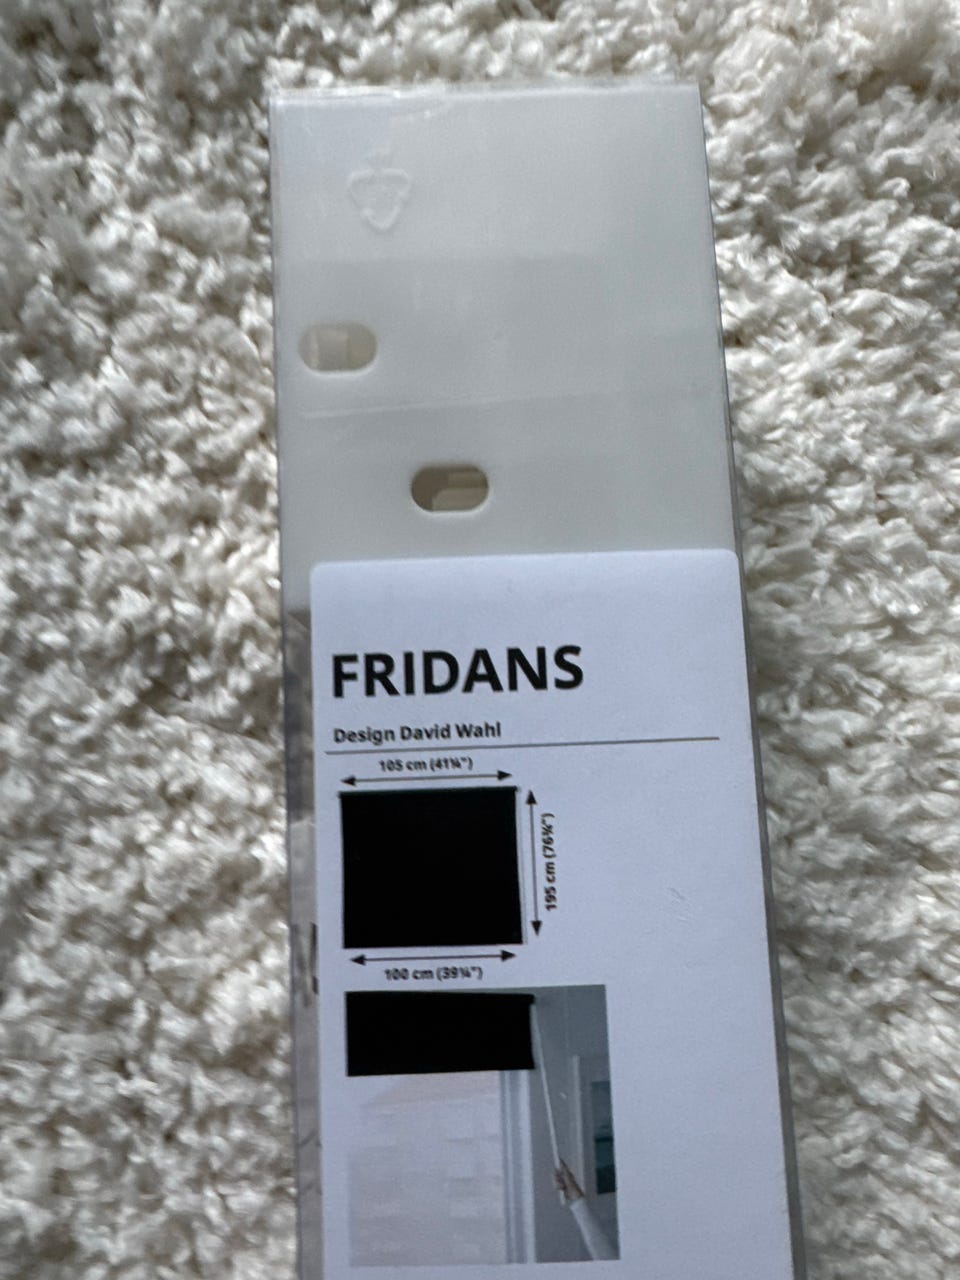 FRIDANS
Design David Wahl
105 cm (41¼")
195 cm (76¾")
100 cm (39¼")